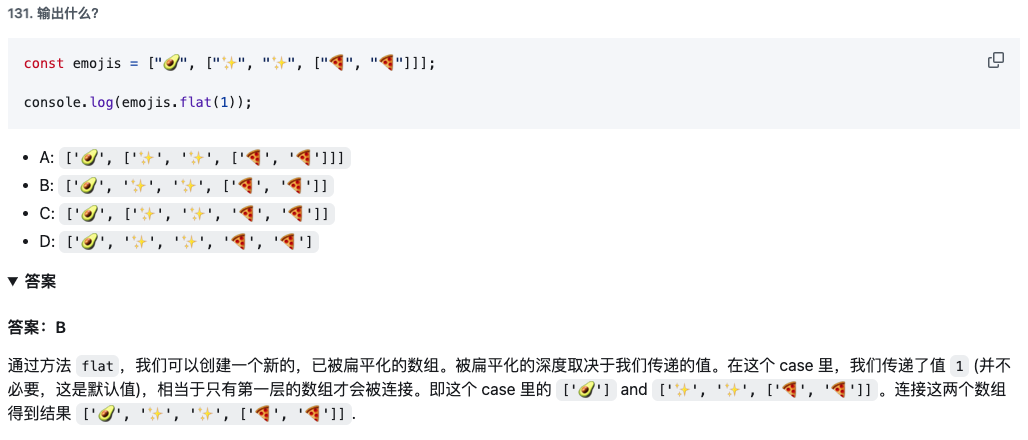 131. 输出什么?
const emojis = ["🥑", ["✨", "✨", ["🍕", "🍕"]]];
console.log(emojis.flat(1));
• A: ['🥑', ['✨', '✨', ['🍕', '🍕']]]
• B: ['🥑', '✨', '✨', ['🍕', '🍕']]
• C: ['🥑', ['✨', '✨', '🍕', '🍕']]
• D: ['🥑', '✨', '✨', '🍕', '🍕']
▼ 答案
答案：B
通过方法 flat，我们可以创建一个新的，已被扁平化的数组。被扁平化的深度取决于我们传递的值。在这个 case 里，我们传递了值 1 (并不
必要，这是默认值)，相当于只有第一层的数组才会被连接。即这个 case 里的 ['🥑'] and ['✨', '✨', ['🍕', '🍕']]。连接这两个数组
得到结果 ['🥑', '✨', '✨', ['🍕', '🍕']].